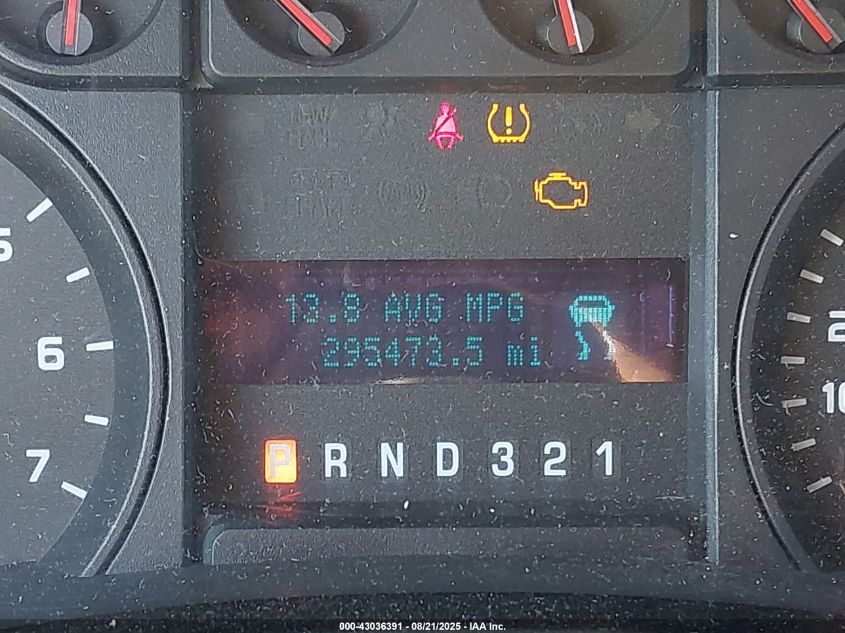 13.8 AVG MPG
295473.5 mi
P R N D 3 2 1
5
6
7
10
000-43036391 - 08/21/2025 - IAA Inc.